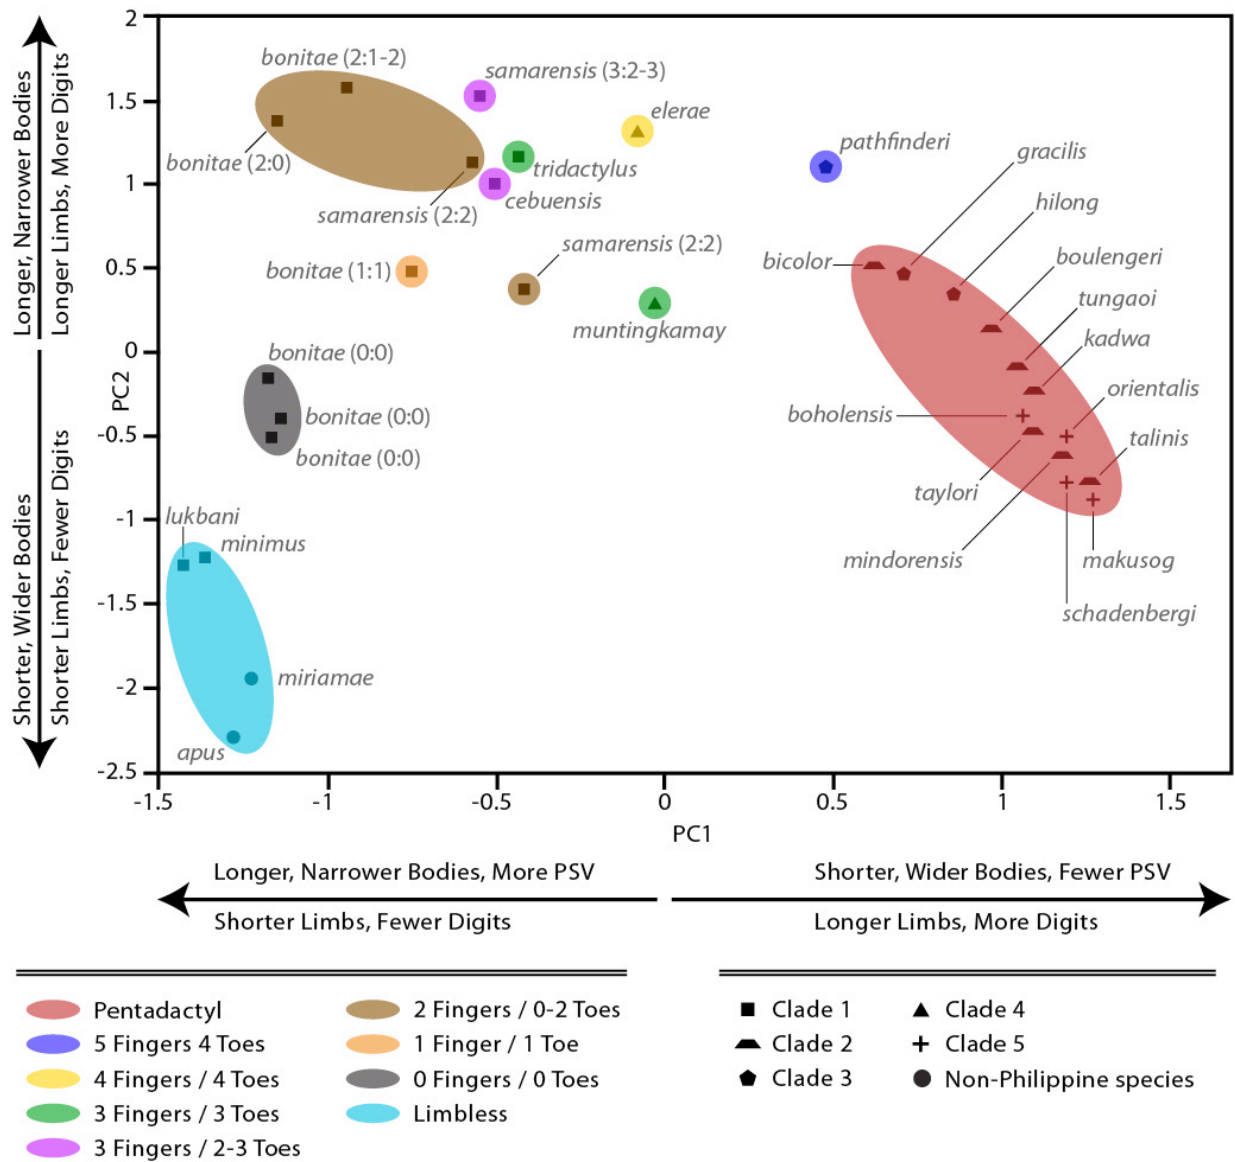 2
1.5
1
0.5
0
-0.5
-1
-1.5
-2
-2.5
-1.5
-1
-0.5
0
0.5
1
1.5
PC2
PC1
Longer, Narrower Bodies
Longer Limbs, More Digits
Shorter, Wider Bodies
Shorter Limbs, Fewer Digits
bonitae (2:1-2)
samarensis (3:2-3)
elerae
pathfinderi
gracilis
bonitae (2:0)
tridactylus
cebuensis
hilong
samarensis (2:2)
samarensis (2:2)
bicolor
boulengeri
bonitae (1:1)
tungaoi
muntingkamay
kadwa
bonitae (0:0)
orientalis
bonitae (0:0)
boholensis
talinis
bonitae (0:0)
taylori
lukbani
minimus
mindorensis
makusog
schadenbergi
miriamae
apus
Longer, Narrower Bodies, More PSV
Shorter Limbs, Fewer Digits
Shorter, Wider Bodies, Fewer PSV
Longer Limbs, More Digits
Pentadactyl
5 Fingers 4 Toes
4 Fingers / 4 Toes
3 Fingers / 3 Toes
3 Fingers / 2-3 Toes
2 Fingers / 0-2 Toes
1 Finger / 1 Toe
0 Fingers / 0 Toes
Limbless
Clade 1
Clade 2
Clade 3
Clade 4
Clade 5
Non-Philippine species